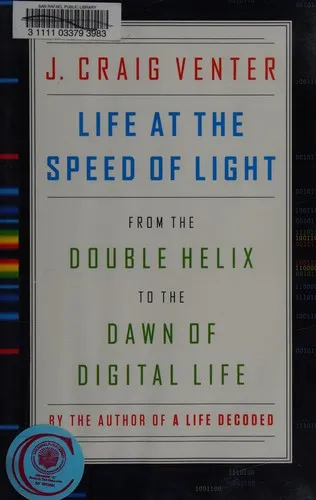 SAN RAFAEL PUBLIC LIBRARY
3 1111 03379 3983
J. CRAIG VENTER
LIFE AT THE
SPEED OF LIGHT
FROM THE
DOUBLE HELIX
TO THE
DAWN OF
DIGITAL LIFE
BY THE AUTHOR OF A LIFE DECODED
1001100